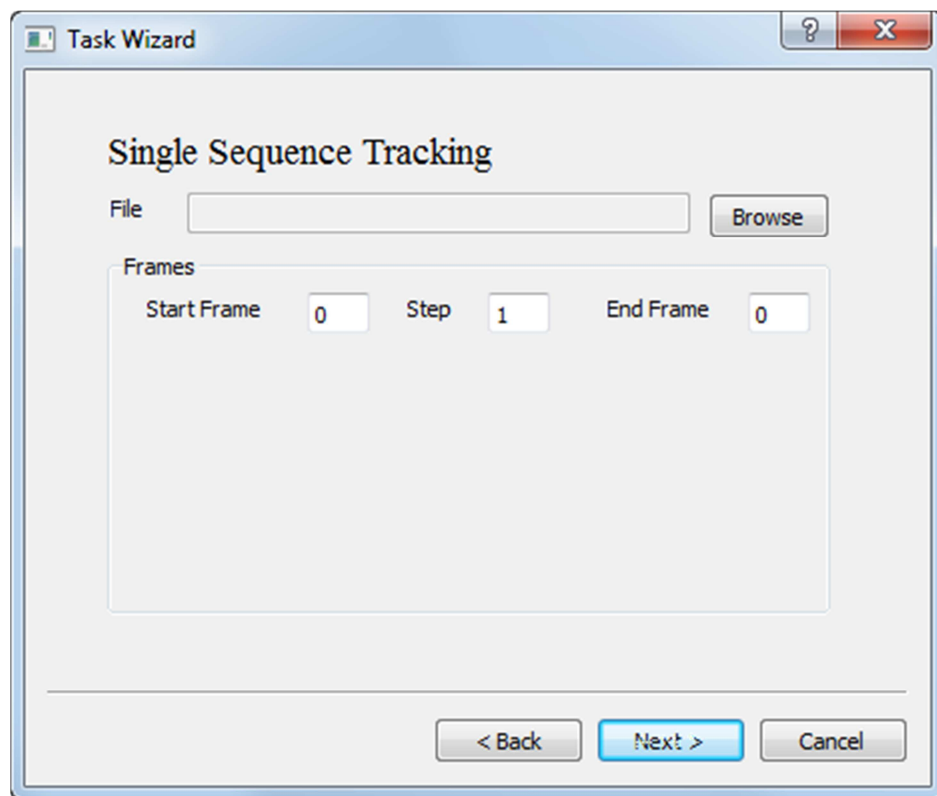 Task Wizard
Single Sequence Tracking
File Browse
Frames
Start Frame 0 Step 1 End Frame 0
< Back Next > Cancel